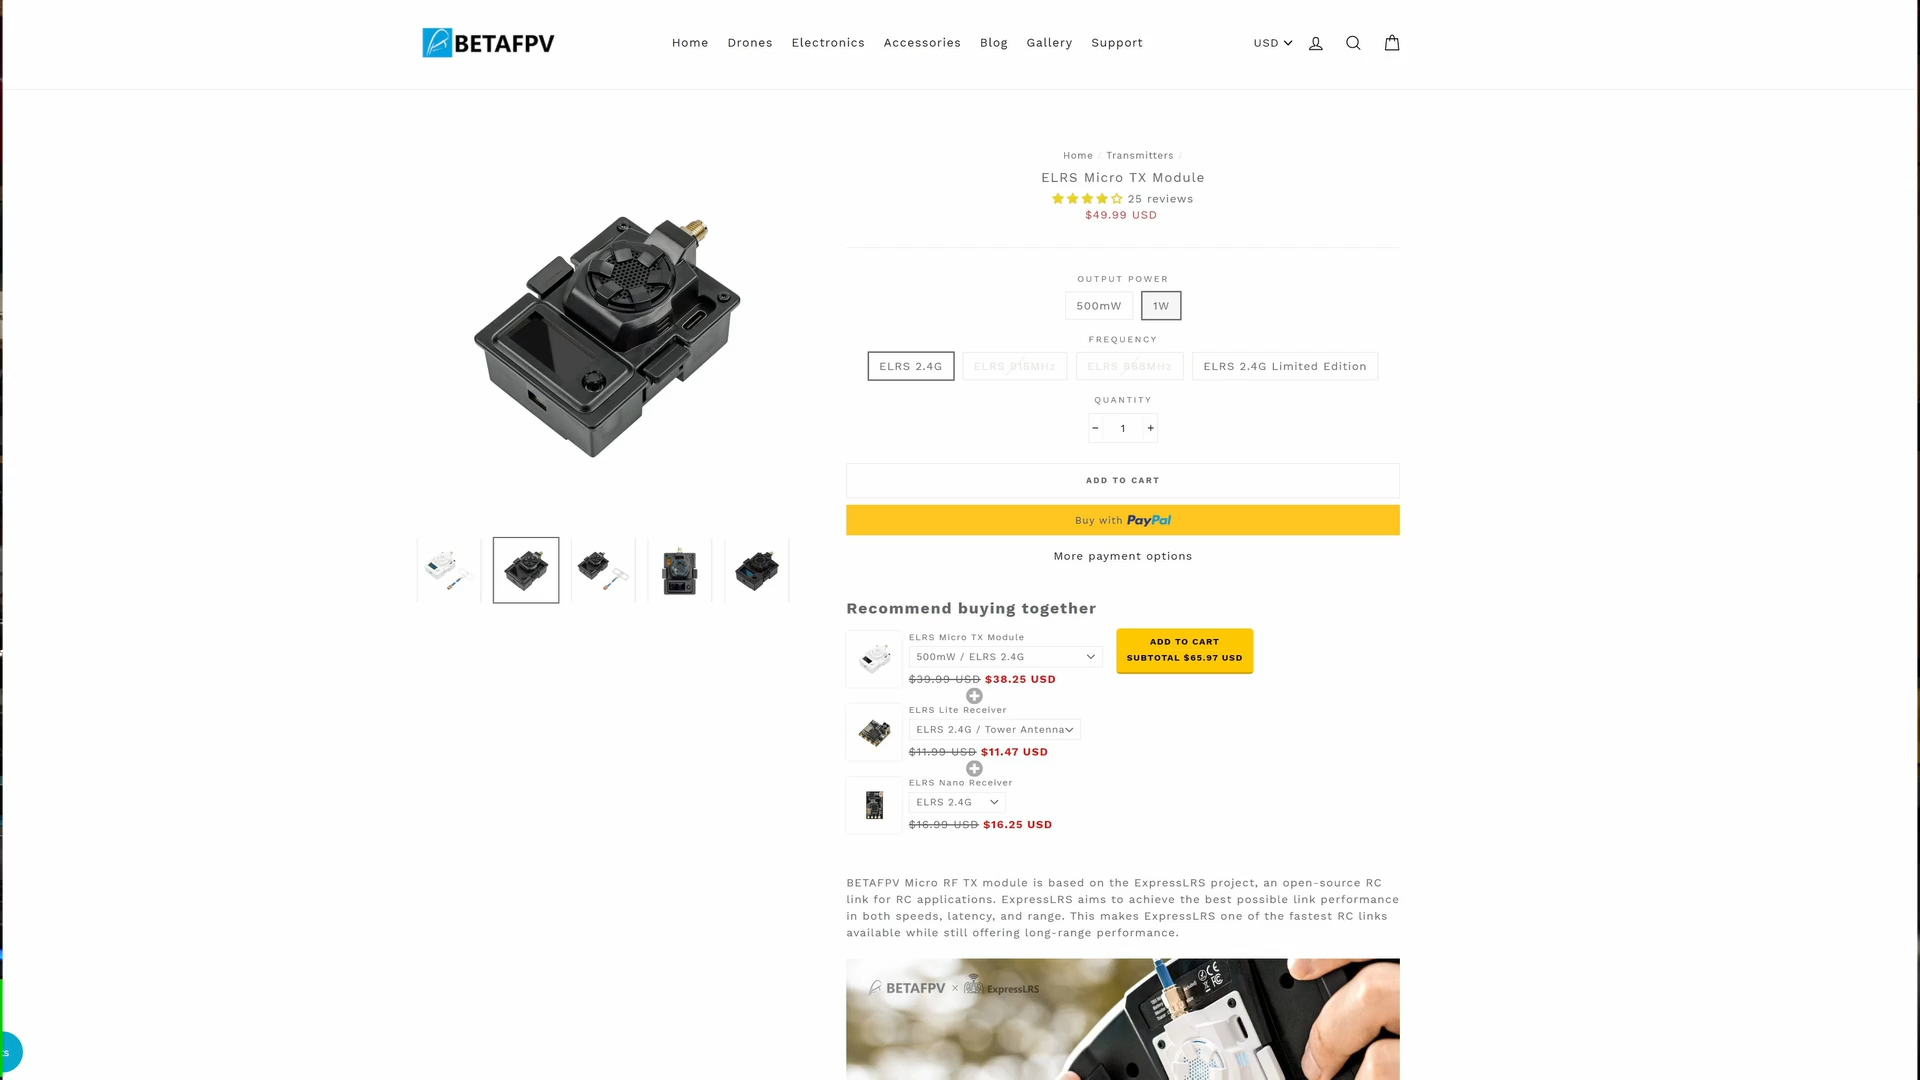 BETAFPV
Home Drones Electronics Accessories Blog Gallery Support
USD
Home / Transmitters /
ELRS Micro TX Module
25 reviews
$49.99 USD
OUTPUT POWER
500mW 1W
FREQUENCY
ELRS 2.4G ELRS 915MHz ELRS 868MHz ELRS 2.4G Limited Edition
QUANTITY
− 1 +
ADD TO CART
Buy with PayPal
More payment options
Recommend buying together
ELRS Micro TX Module
500mW / ELRS 2.4G
$39.99 USD $38.25 USD
ADD TO CART
SUBTOTAL $65.97 USD
ELRS Lite Receiver
ELRS 2.4G / Tower Antenna
$11.99 USD $11.47 USD
ELRS Nano Receiver
ELRS 2.4G
$16.99 USD $16.25 USD
BETAFPV Micro RF TX module is based on the ExpressLRS project, an open-source RC
link for RC applications. ExpressLRS aims to achieve the best possible link performance
in both speeds, latency, and range. This makes ExpressLRS one of the fastest RC links
available while still offering long-range performance.
BETAFPV × ExpressLRS
CE
FC